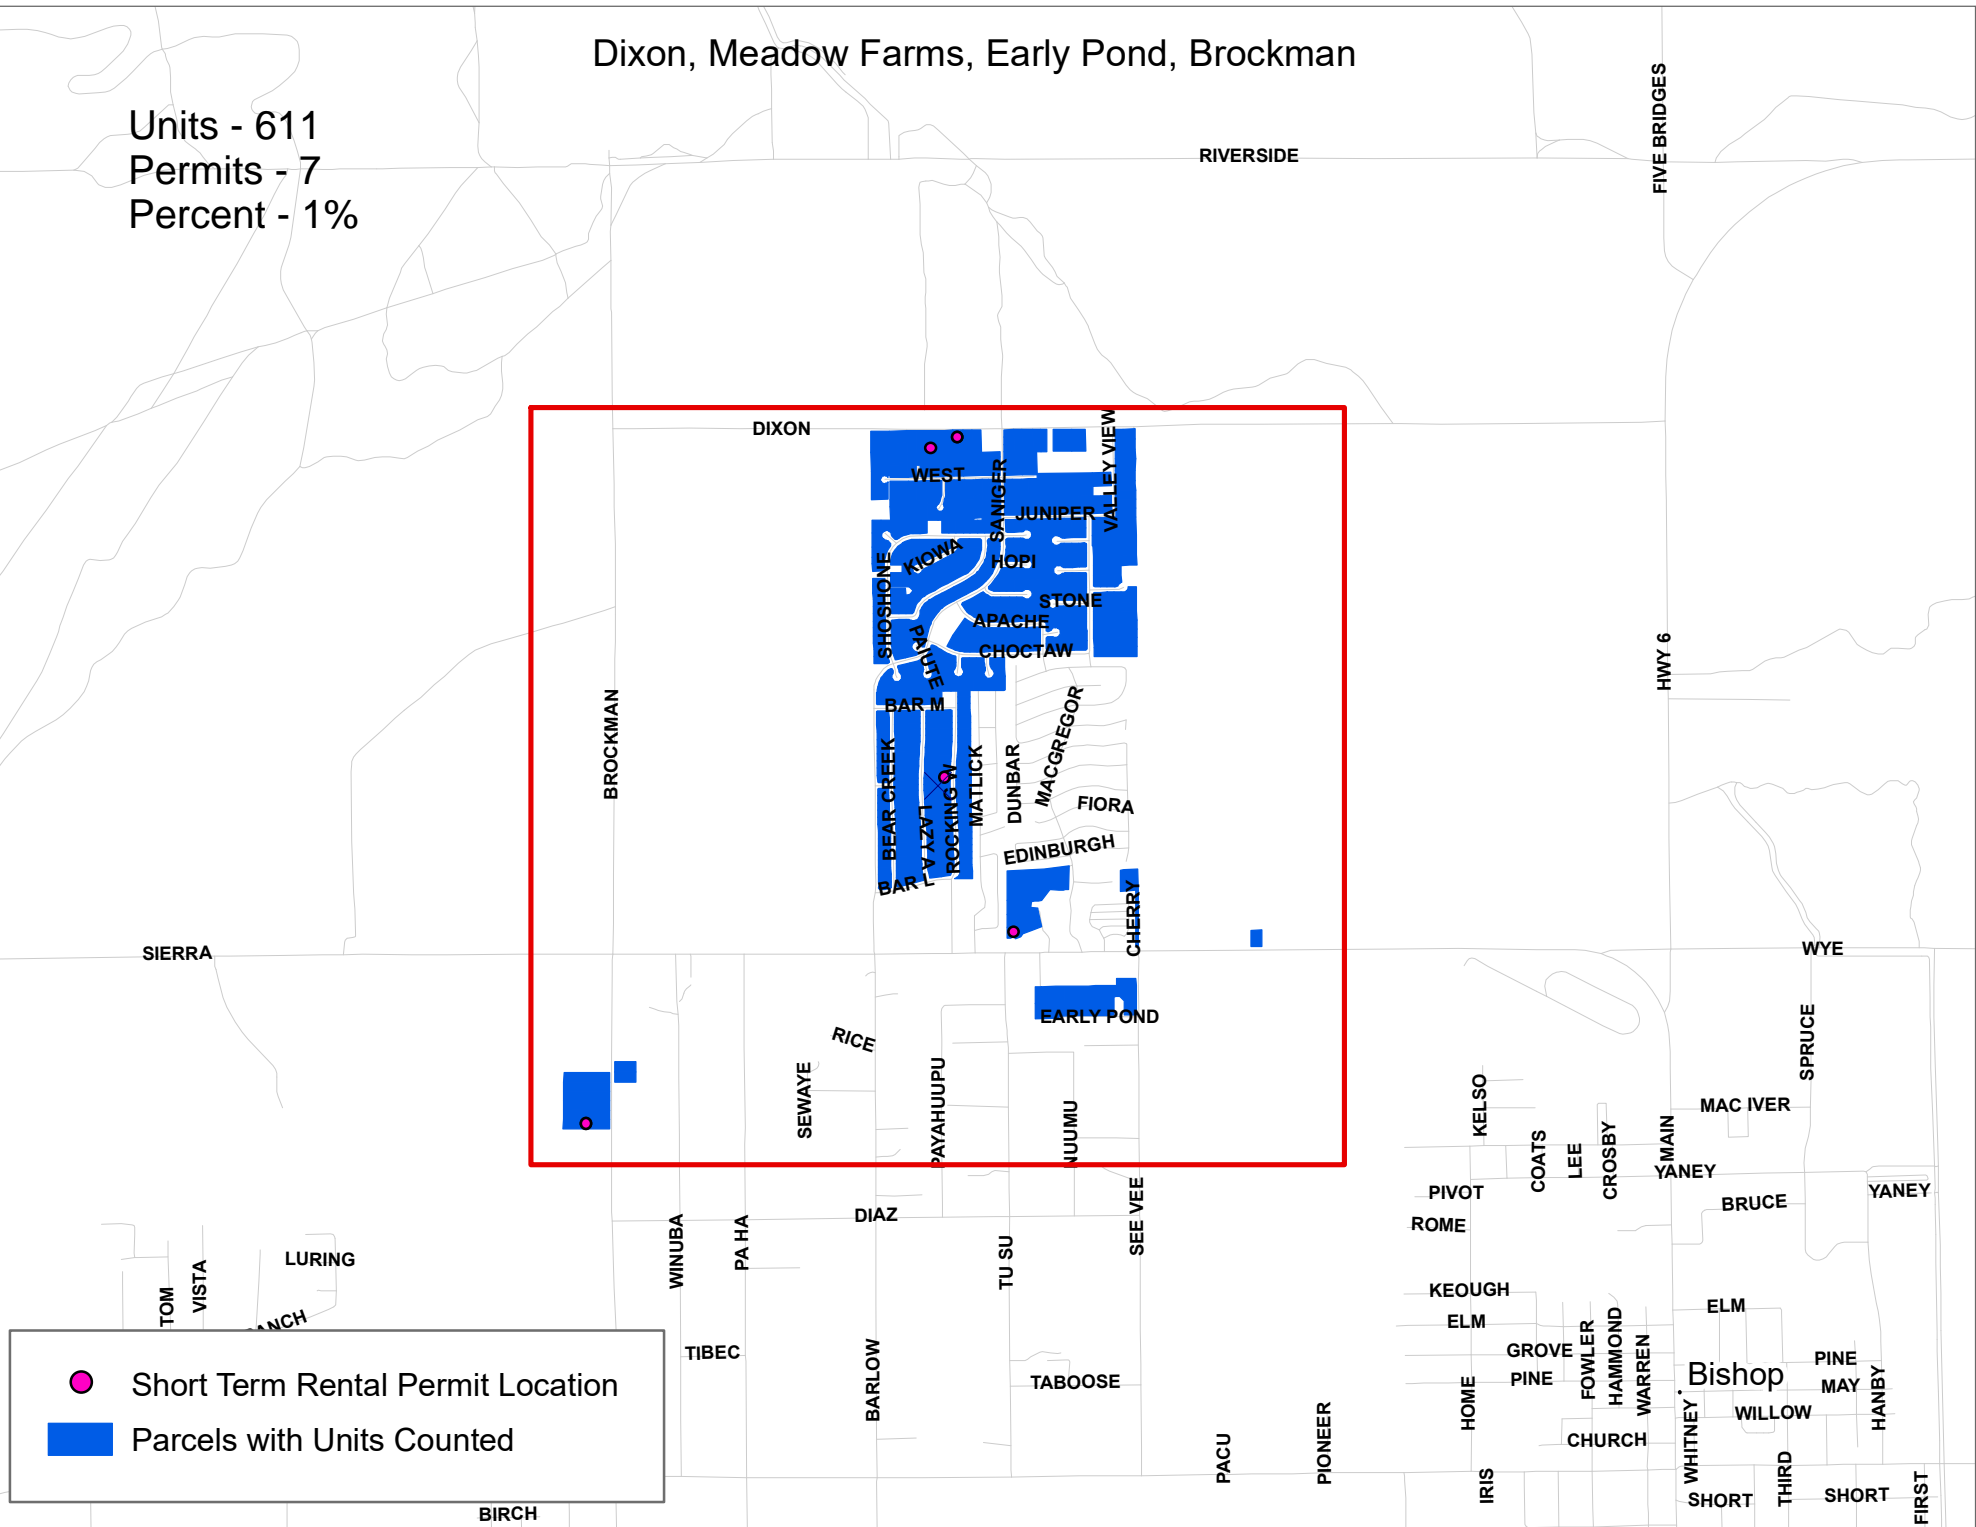 Dixon, Meadow Farms, Early Pond, Brockman
Units - 611
Permits - 7
Percent - 1%
RIVERSIDE
FIVE BRIDGES
DIXON
VALLEY VIEW
WEST
SANIGER
JUNIPER
KIOWA
HOPI
SHOSHONE
STONE
APACHE
PAIUTE
CHOCTAW
HWY 6
BAR M
BROCKMAN
MACGREGOR
BEAR CREEK
LAZY A
ROCKING W
MATLICK
DUNBAR
FIORA
EDINBURGH
BAR L
CHERRY
SIERRA
WYE
EARLY POND
RICE
SPRUCE
SEWAYE
PAYAHUUPU
NUUMU
KELSO
MAC IVER
COATS
LEE
CROSBY
MAIN
YANEY
PIVOT
BRUCE
YANEY
ROME
DIAZ
WINUBA
PA HA
TU SU
SEE VEE
LURING
TOM
VISTA
KEOUGH
ELM
ELM
GROVE
FOWLER
HAMMOND
WARREN
PINE
PINE
Bishop
MAY
HANBY
WILLOW
TIBEC
BARLOW
TABOOSE
HOME
CHURCH
WHITNEY
PACU
PIONEER
IRIS
SHORT
THIRD
SHORT
FIRST
BIRCH
Short Term Rental Permit Location
Parcels with Units Counted